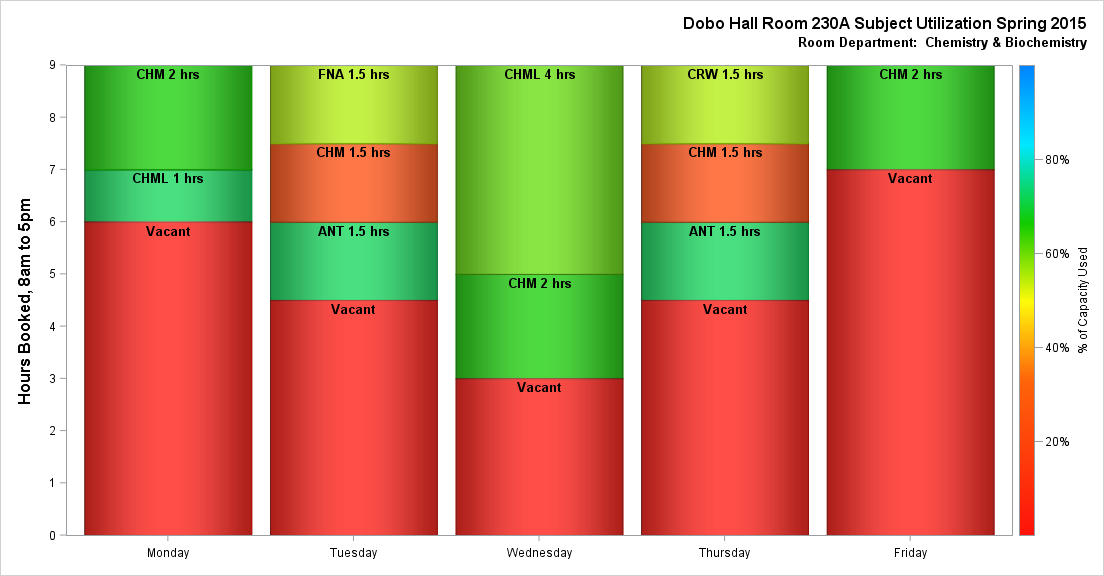 Dobo Hall Room 230A Subject Utilization Spring 2015
Room Department: Chemistry & Biochemistry
Hours Booked, 8am to 5pm
9
8
7
6
5
4
3
2
1
0
CHM 2 hrs
CHML 1 hrs
Vacant
Monday
FNA 1.5 hrs
CHM 1.5 hrs
ANT 1.5 hrs
Vacant
Tuesday
CHML 4 hrs
CHM 2 hrs
Vacant
Wednesday
CRW 1.5 hrs
CHM 1.5 hrs
ANT 1.5 hrs
Vacant
Thursday
CHM 2 hrs
Vacant
Friday
80%
60%
40%
20%
% of Capacity Used